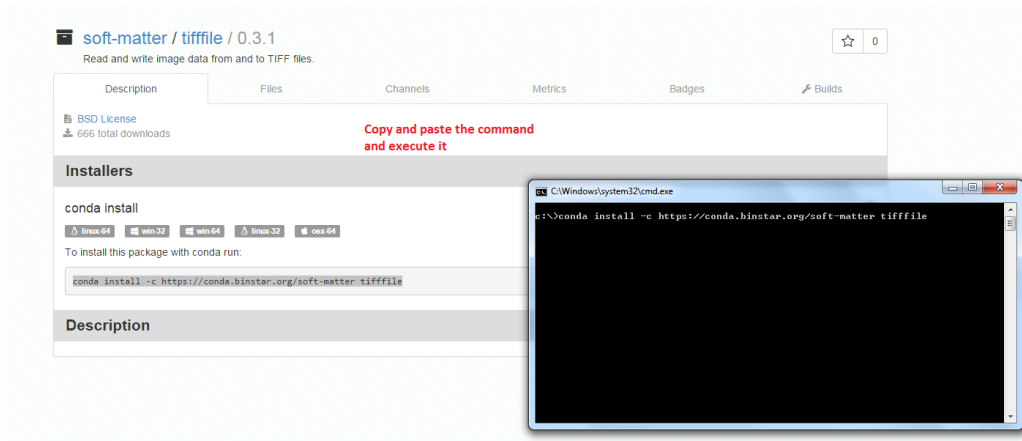 soft-matter / tifffile / 0.3.1
0
Read and write image data from and to TIFF files.
Description Files Channels Metrics Badges Builds
BSD License
666 total downloads
Copy and paste the command
and execute it
Installers
conda install
linux-64 win-32 win-64 linux-32 osx-64
To install this package with conda run:
conda install -c https://conda.binstar.org/soft-matter tifffile
Description
C:\Windows\system32\cmd.exe
c:\>conda install -c https://conda.binstar.org/soft-matter tifffile